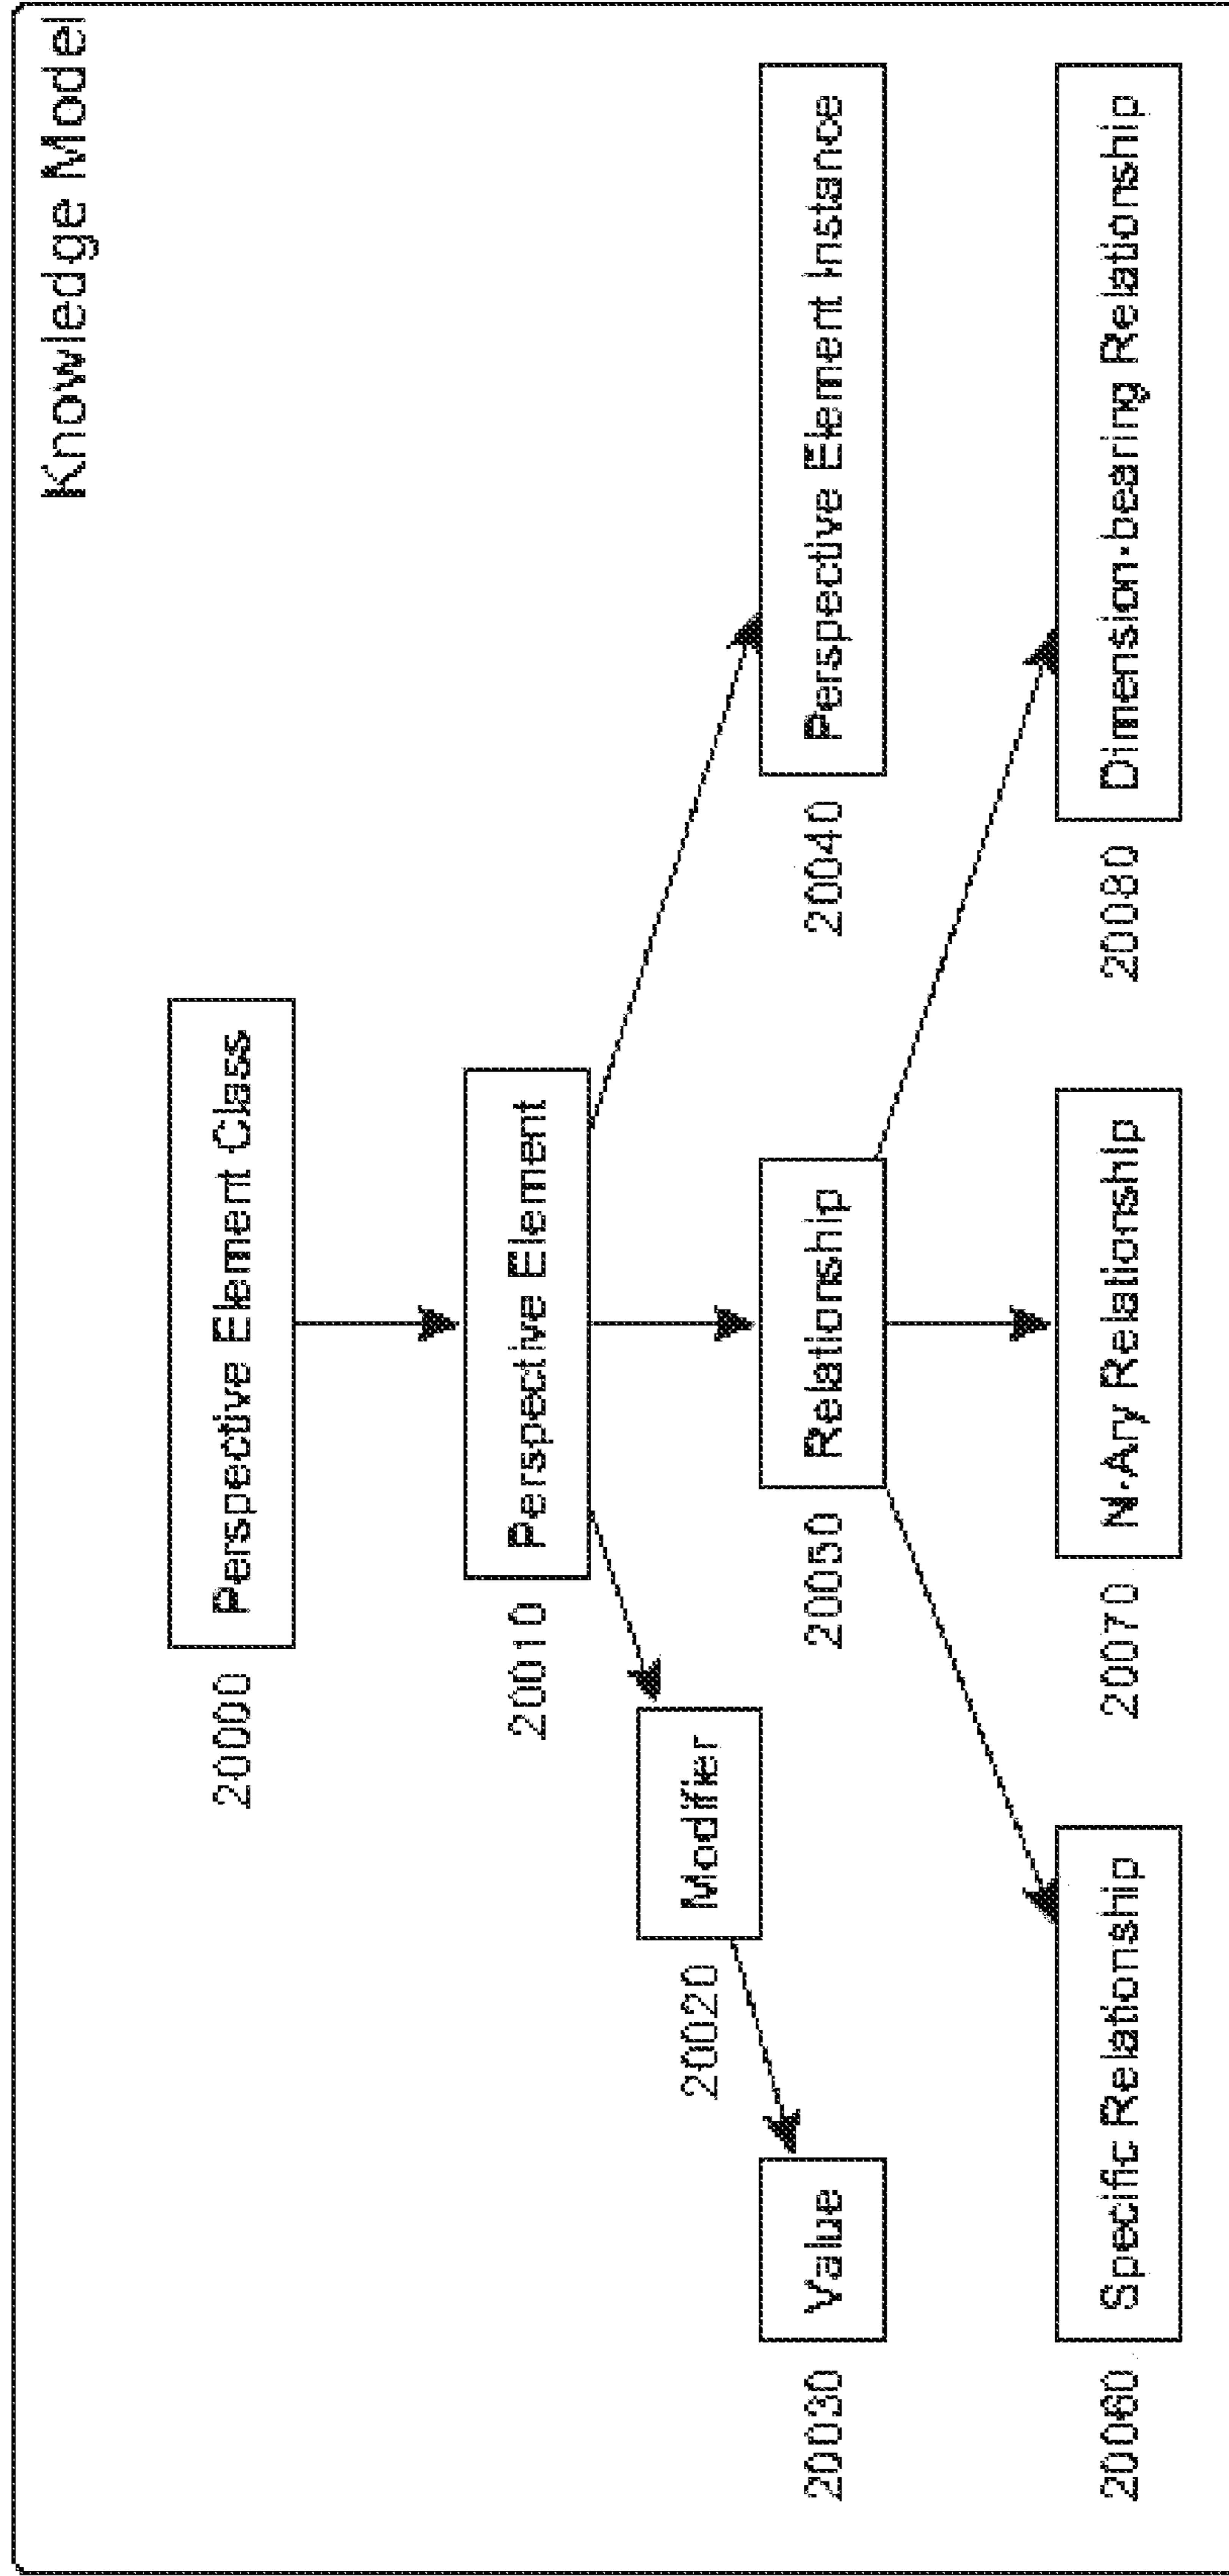 Knowledge Model
20000 Perspective Element Class
20010 Perspective Element
20020 Modifier
20030 Value
20050 Relationship
20040 Perspective Element Instance
20060 Specific Relationship
20070 N-Ary Relationship
20080 Dimension-bearing Relationship